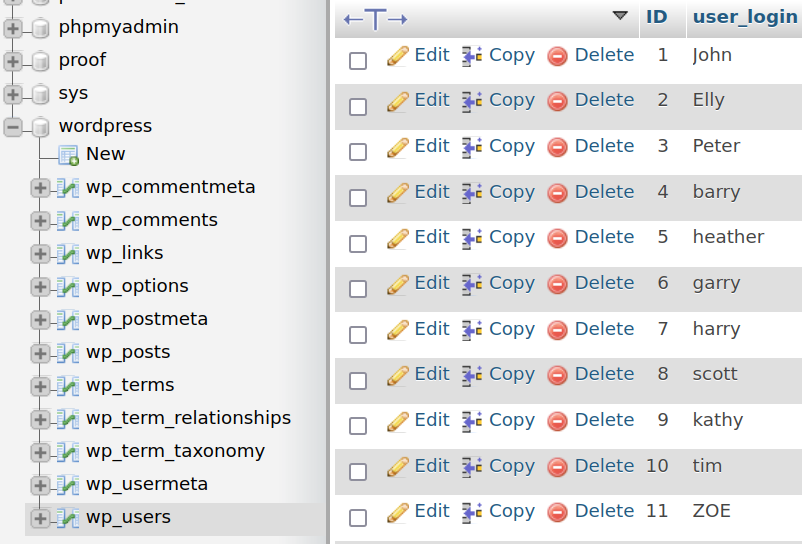 phpmyadmin
proof
sys
wordpress
New
wp_commentmeta
wp_comments
wp_links
wp_options
wp_postmeta
wp_posts
wp_terms
wp_term_relationships
wp_term_taxonomy
wp_usermeta
wp_users
ID user_login
Edit Copy Delete 1 John
Edit Copy Delete 2 Elly
Edit Copy Delete 3 Peter
Edit Copy Delete 4 barry
Edit Copy Delete 5 heather
Edit Copy Delete 6 garry
Edit Copy Delete 7 harry
Edit Copy Delete 8 scott
Edit Copy Delete 9 kathy
Edit Copy Delete 10 tim
Edit Copy Delete 11 ZOE